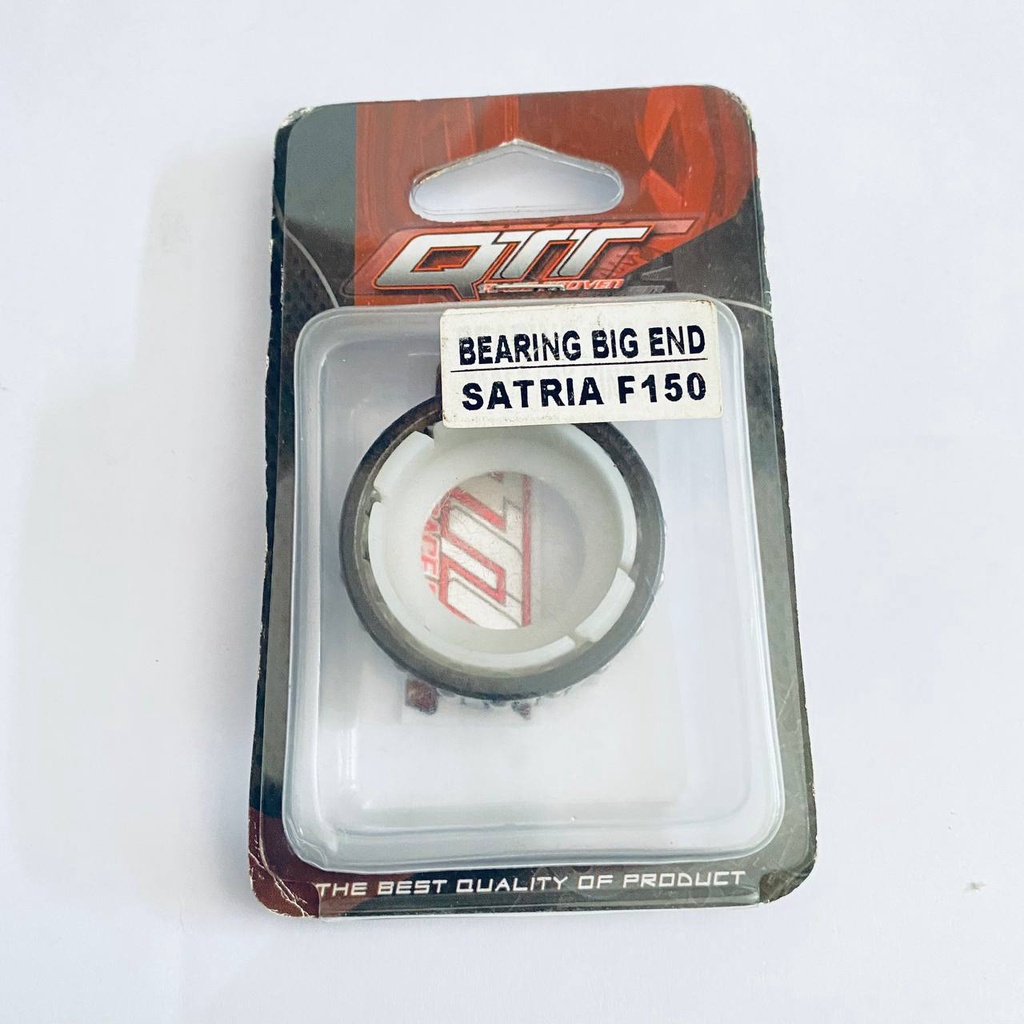 QTT
BEARING BIG END
SATRIA F150
THE BEST QUALITY OF PRODUCT